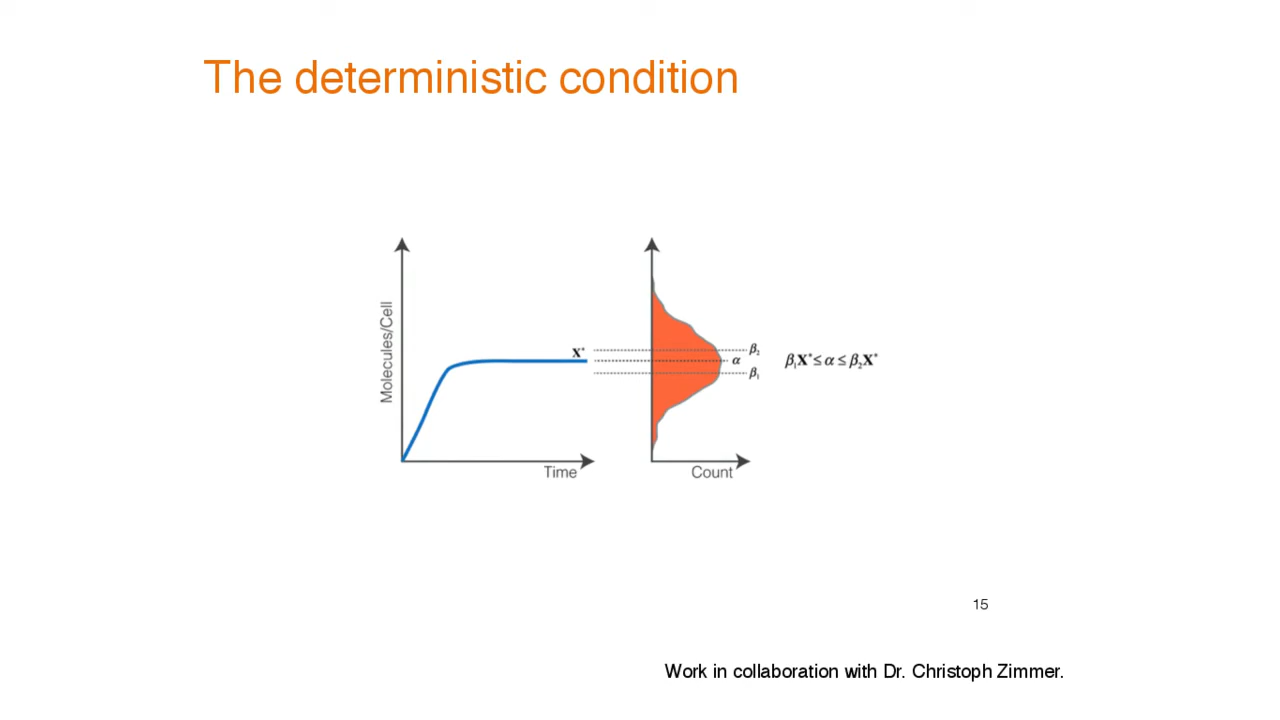 The deterministic condition
Molecules/Cell
X*
Time
β₂
α
β₁
Count
β₁X* ≤ α ≤ β₂X*
15
Work in collaboration with Dr. Christoph Zimmer.